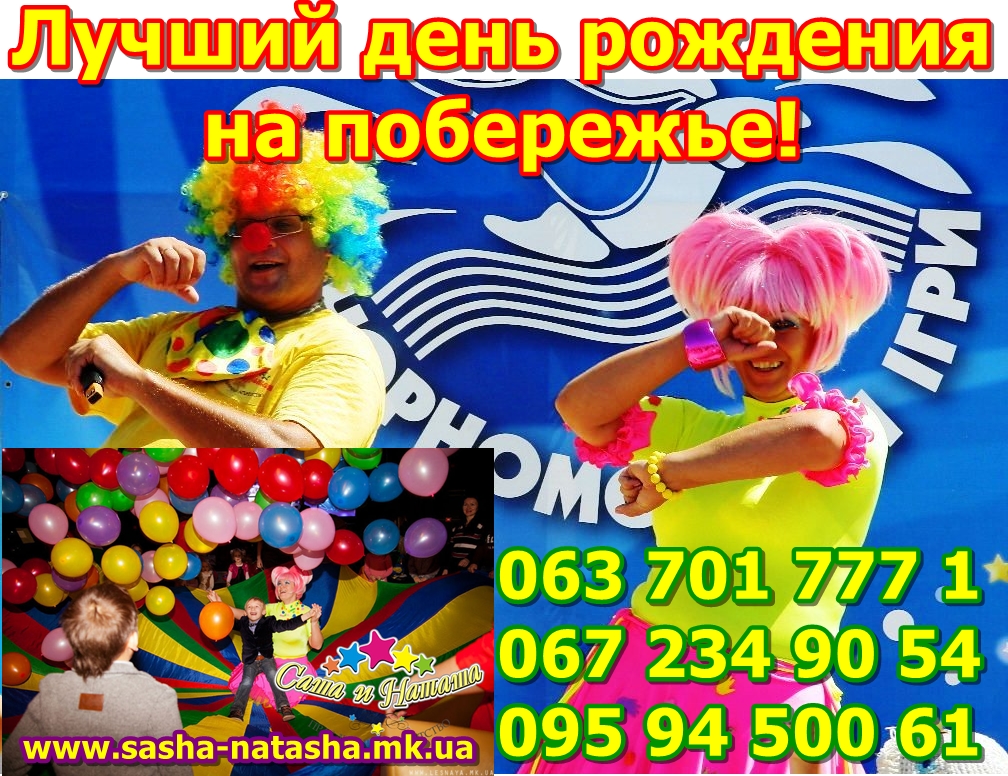 Лучший день рождения
на побережье!
ІГРИ
Саша и Наташа
www.sasha-natasha.mk.ua
063 701 777 1
067 234 90 54
095 94 500 61